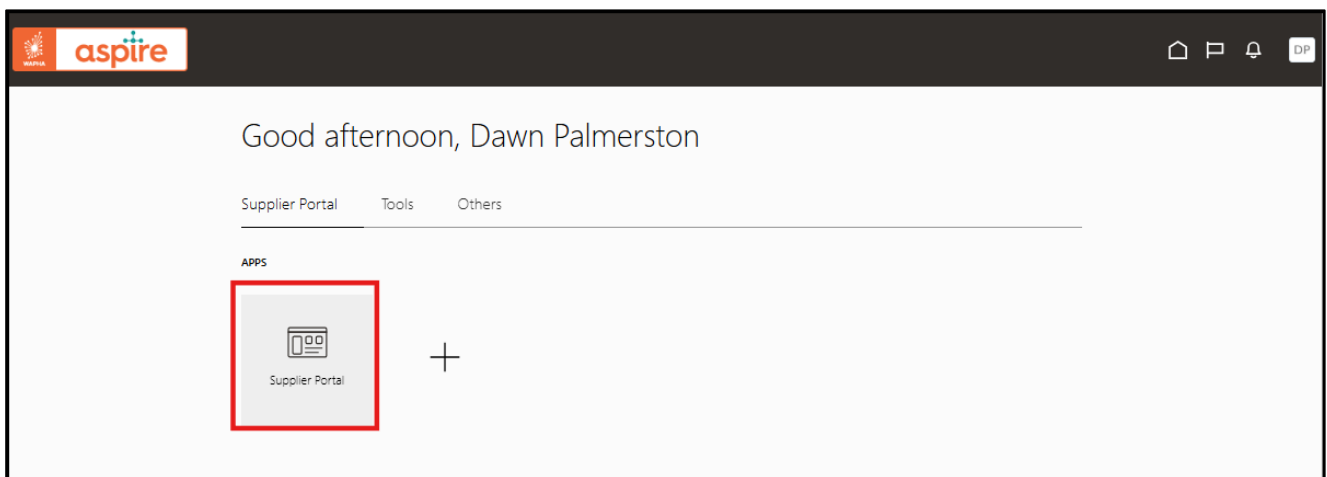 WAPHA
aspire
DP
Good afternoon, Dawn Palmerston
Supplier Portal Tools Others
APPS
Supplier Portal